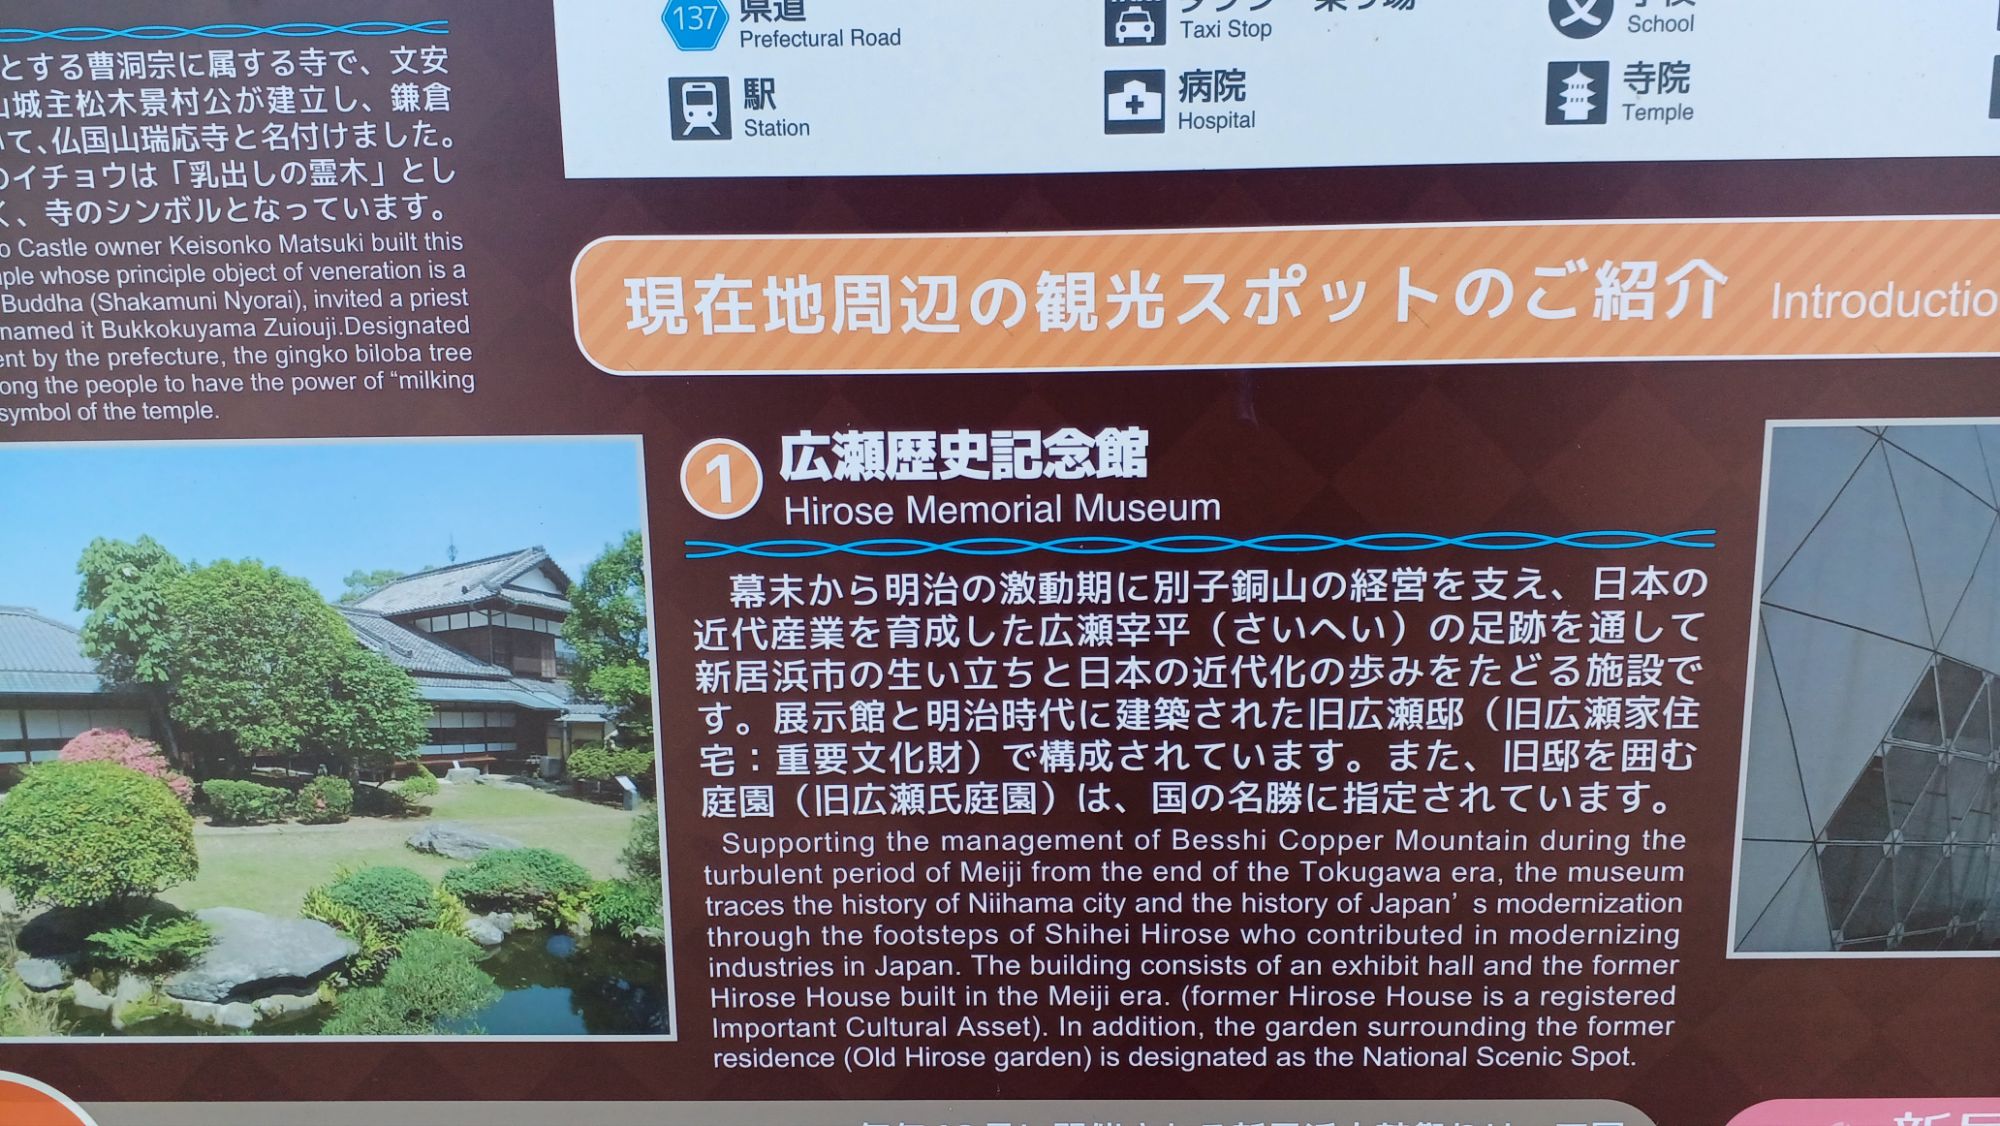 とする曹洞宗に属する寺で、文安
山城主松木景村公が建立し、鎌倉
いて、仏国山瑞応寺と名付けました。
のイチョウは「乳出しの霊木」とし
く、寺のシンボルとなっています。
o Castle owner Keisonko Matsuki built this
ple whose principle object of veneration is a
Buddha (Shakamuni Nyorai), invited a priest
named it Bukkokuyama Zuiouji.Designated
ent by the prefecture, the gingko biloba tree
ong the people to have the power of “milking
symbol of the temple.
137
県道
Prefectural Road
Taxi Stop
文
School
駅
Station
病院
Hospital
寺院
Temple
現在地周辺の観光スポットのご紹介 Introductio
1 広瀬歴史記念館
Hirose Memorial Museum
幕末から明治の激動期に別子銅山の経営を支え、日本の
近代産業を育成した広瀬宰平（さいへい）の足跡を通して
新居浜市の生い立ちと日本の近代化の歩みをたどる施設で
す。展示館と明治時代に建築された旧広瀬邸（旧広瀬家住
宅：重要文化財）で構成されています。また、旧邸を囲む
庭園（旧広瀬氏庭園）は、国の名勝に指定されています。
Supporting the management of Besshi Copper Mountain during the
turbulent period of Meiji from the end of the Tokugawa era, the museum
traces the history of Niihama city and the history of Japan’ s modernization
through the footsteps of Shihei Hirose who contributed in modernizing
industries in Japan. The building consists of an exhibit hall and the former
Hirose House built in the Meiji era. (former Hirose House is a registered
Important Cultural Asset). In addition, the garden surrounding the former
residence (Old Hirose garden) is designated as the National Scenic Spot.